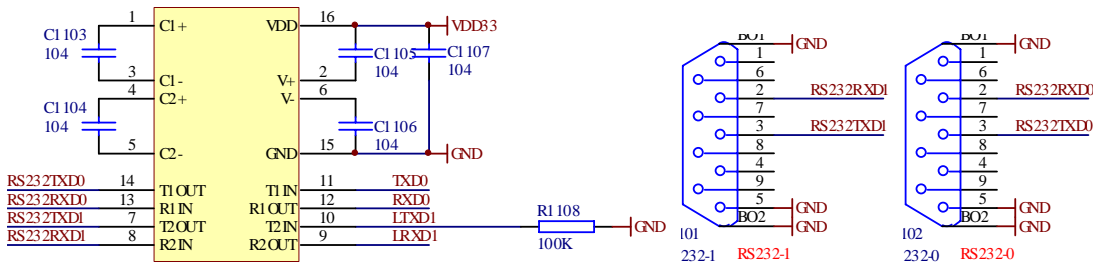 1 C1+ VDD 16 VDD33
C1103 104
C1105 104
C1107 104
3 C1- V+ 2
4 C2+ V- 6
C1104 104
C1106 104
5 C2- GND 15 GND
RS232TXD0 14 T1OUT T1IN 11 TXD0
RS232RXD0 13 R1IN R1OUT 12 RXD0
RS232TXD1 7 T2OUT T2IN 10 LTXD1
RS232RXD1 8 R2IN R2OUT 9 LRXD1
R1108 100K GND
BO1 GND
1
6
2 RS232RXD1
7
3 RS232TXD1
8
4
9
5 GND
BO2 GND
101
232-1 RS232-1
BO1 GND
1
6
2 RS232RXD0
7
3 RS232TXD0
8
4
9
5 GND
BO2 GND
102
232-0 RS232-0